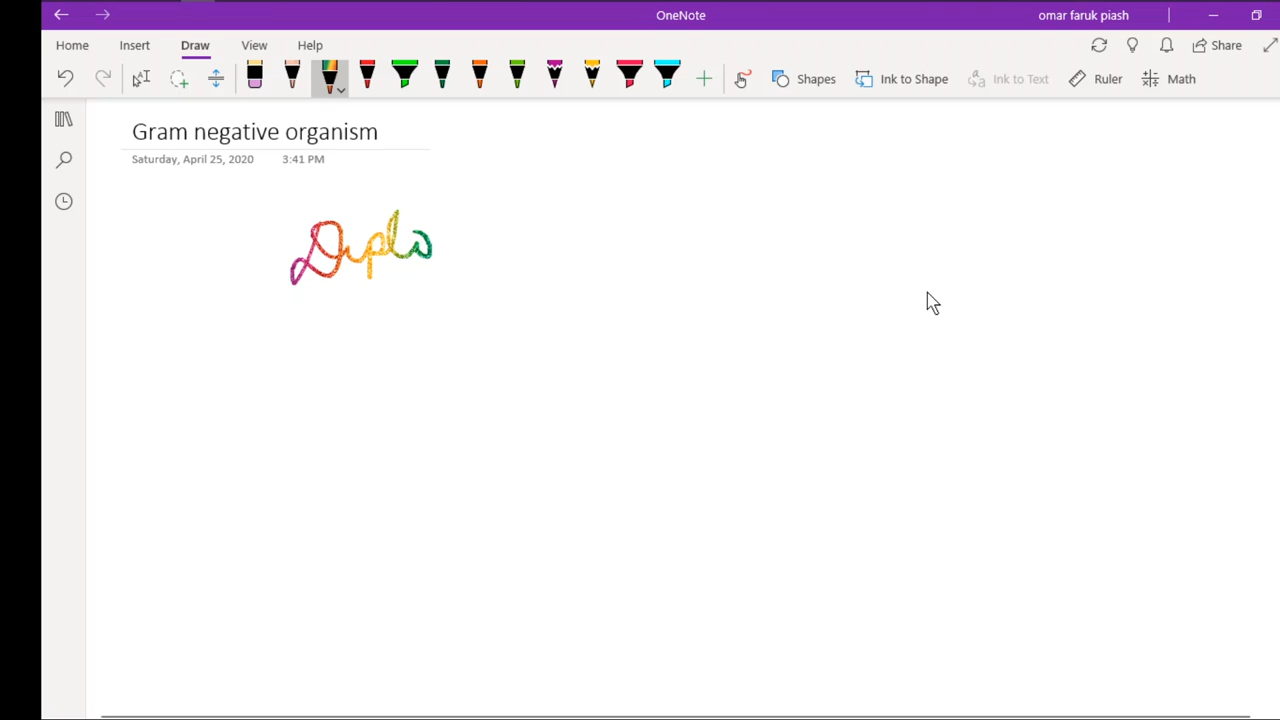 OneNote
omar faruk piash
Home Insert Draw View Help
Share
Shapes Ink to Shape Ink to Text Ruler Math
Gram negative organism
Saturday, April 25, 2020 3:41 PM
Diplo